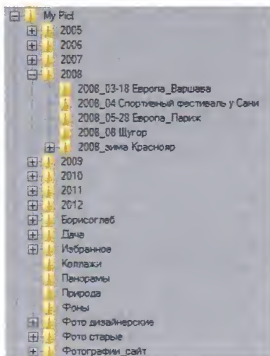 My Pict
2005
2006
2007
2008
2008_03-18 Европа_Варшава
2008_04 Спортивный фестиваль у Сани
2008_05-28 Европа_Париж
2008_08 Щугор
2008_зима Краснояр
2009
2010
2011
2012
Борисоглеб
Дача
Избранное
Коллажи
Панорамы
Природа
Фоны
Фото дизайнерские
Фото старые
Фотографии_сайт